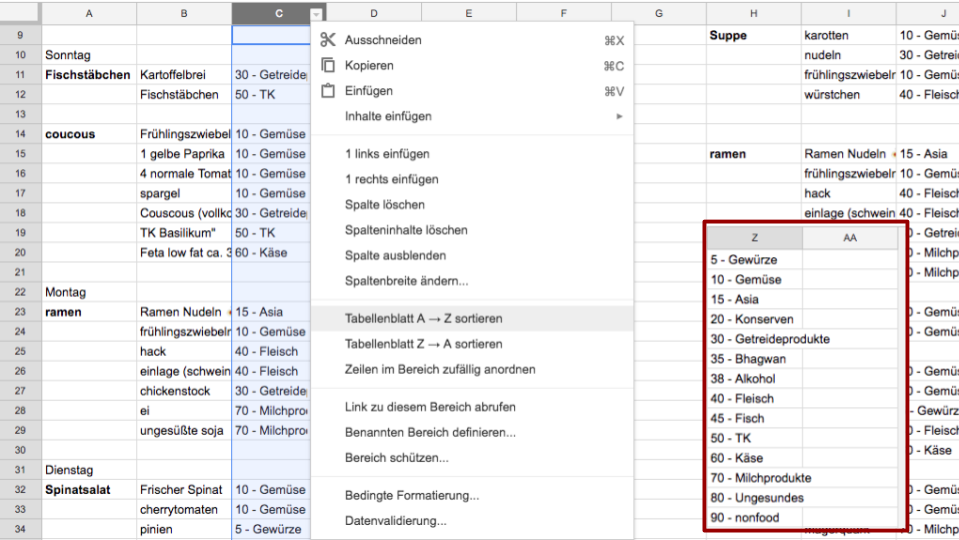 A B C D E F G H I J
9 Suppe karotten 10 - Gemüs
10 Sonntag nudeln 30 - Getrei
11 Fischstäbchen Kartoffelbrei 30 - Getreide frühlingszwiebeln 10 - Gemüs
12 Fischstäbchen 50 - TK würstchen 40 - Fleisch
13
14 coucous Frühlingszwiebel 10 - Gemüse
15 1 gelbe Paprika 10 - Gemüse ramen Ramen Nudeln 15 - Asia
16 4 normale Tomat 10 - Gemüse frühlingszwiebeln 10 - Gemüs
17 spargel 10 - Gemüse hack 40 - Fleisch
18 Couscous (vollko 30 - Getreide einlage (schwein 40 - Fleisch
19 TK Basilikum" 50 - TK 0 - Getrei
20 Feta low fat ca. 3 60 - Käse 0 - Milchp
21 0 - Milchp
22 Montag
23 ramen Ramen Nudeln 15 - Asia 0 - Gemüs
24 frühlingszwiebeln 10 - Gemüse 0 - Gemüs
25 hack 40 - Fleisch
26 einlage (schwein 40 - Fleisch 0 - Gemüs
27 chickenstock 30 - Getreide 0 - Gemüs
28 ei 70 - Milchpro - Gewürz
29 ungesüßte soja 70 - Milchpro 0 - Fleisch
30 0 - Käse
31 Dienstag
32 Spinatsalat Frischer Spinat 10 - Gemüse 0 - Gemüs
33 cherrytomaten 10 - Gemüse 0 - Gemüs
34 pinien 5 - Gewürze magerquark 70 - Milchp
Ausschneiden ⌘X
Kopieren ⌘C
Einfügen ⌘V
Inhalte einfügen ►
1 links einfügen
1 rechts einfügen
Spalte löschen
Spalteninhalte löschen
Spalte ausblenden
Spaltenbreite ändern...
Tabellenblatt A → Z sortieren
Tabellenblatt Z → A sortieren
Zeilen im Bereich zufällig anordnen
Link zu diesem Bereich abrufen
Benannten Bereich definieren...
Bereich schützen...
Bedingte Formatierung...
Datenvalidierung...
Z AA
5 - Gewürze
10 - Gemüse
15 - Asia
20 - Konserven
30 - Getreideprodukte
35 - Bhagwan
38 - Alkohol
40 - Fleisch
45 - Fisch
50 - TK
60 - Käse
70 - Milchprodukte
80 - Ungesundes
90 - nonfood